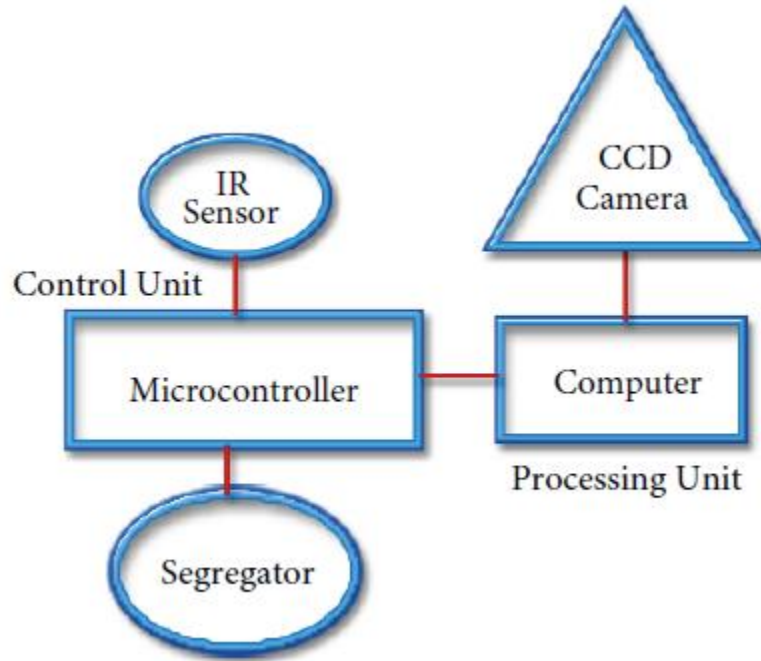 CCD
Camera
IR
Sensor
Control Unit
Microcontroller
Computer
Processing Unit
Segregator